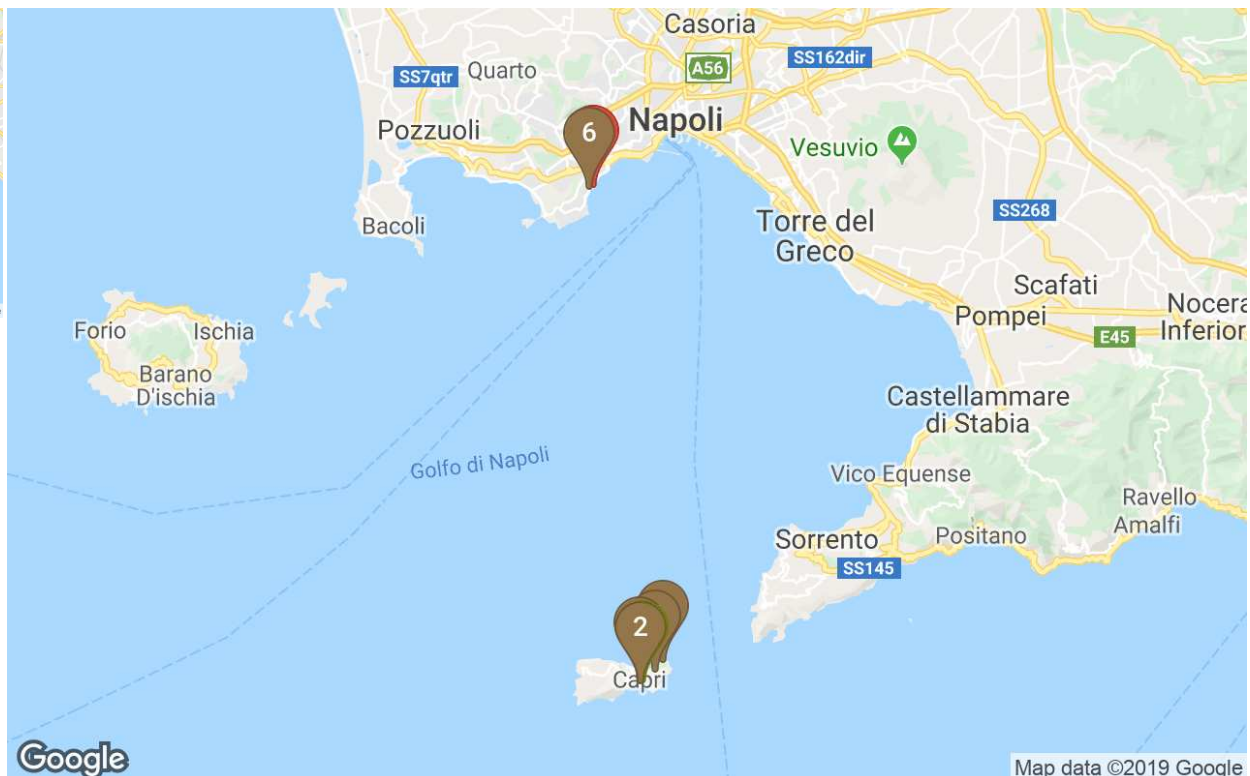 Casoria
SS7qtr
Quarto
A56
SS162dir
6
Napoli
Pozzuoli
Vesuvio
Bacoli
Torre del
Greco
SS268
Scafati
Pompei
Nocera
Inferior
E45
Forio
Ischia
Barano
D'ischia
Castellammare
di Stabia
Golfo di Napoli
Vico Equense
Ravello
Amalfi
Sorrento
Positano
SS145
2
Capri
Google
Map data ©2019 Google